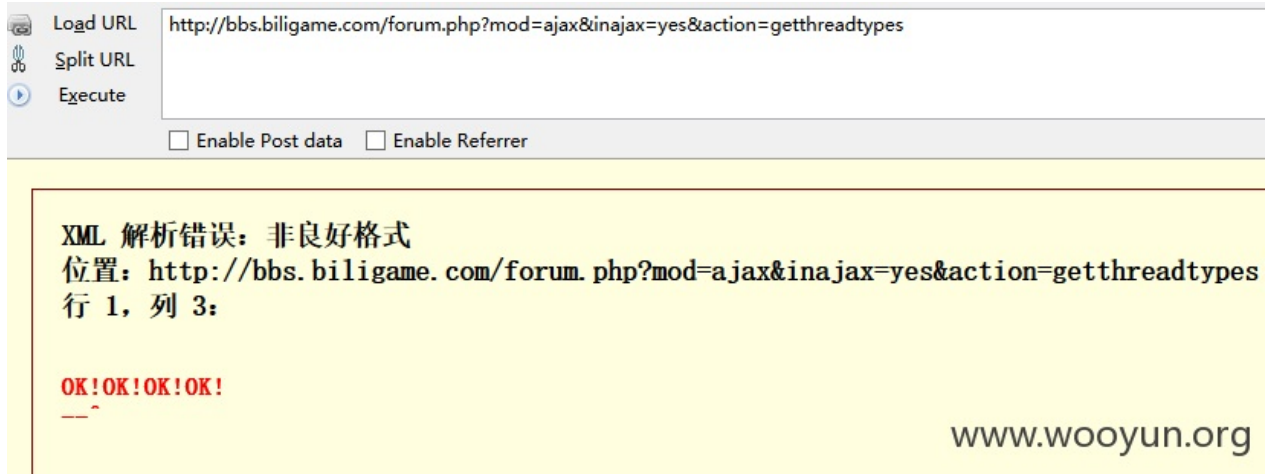 Load URL
http://bbs.biligame.com/forum.php?mod=ajax&inajax=yes&action=getthreadtypes
Split URL
Execute
Enable Post data
Enable Referrer
XML 解析错误：非良好格式
位置：http://bbs.biligame.com/forum.php?mod=ajax&inajax=yes&action=getthreadtypes
行 1，列 3：
OK!OK!OK!OK!
--^
www.wooyun.org